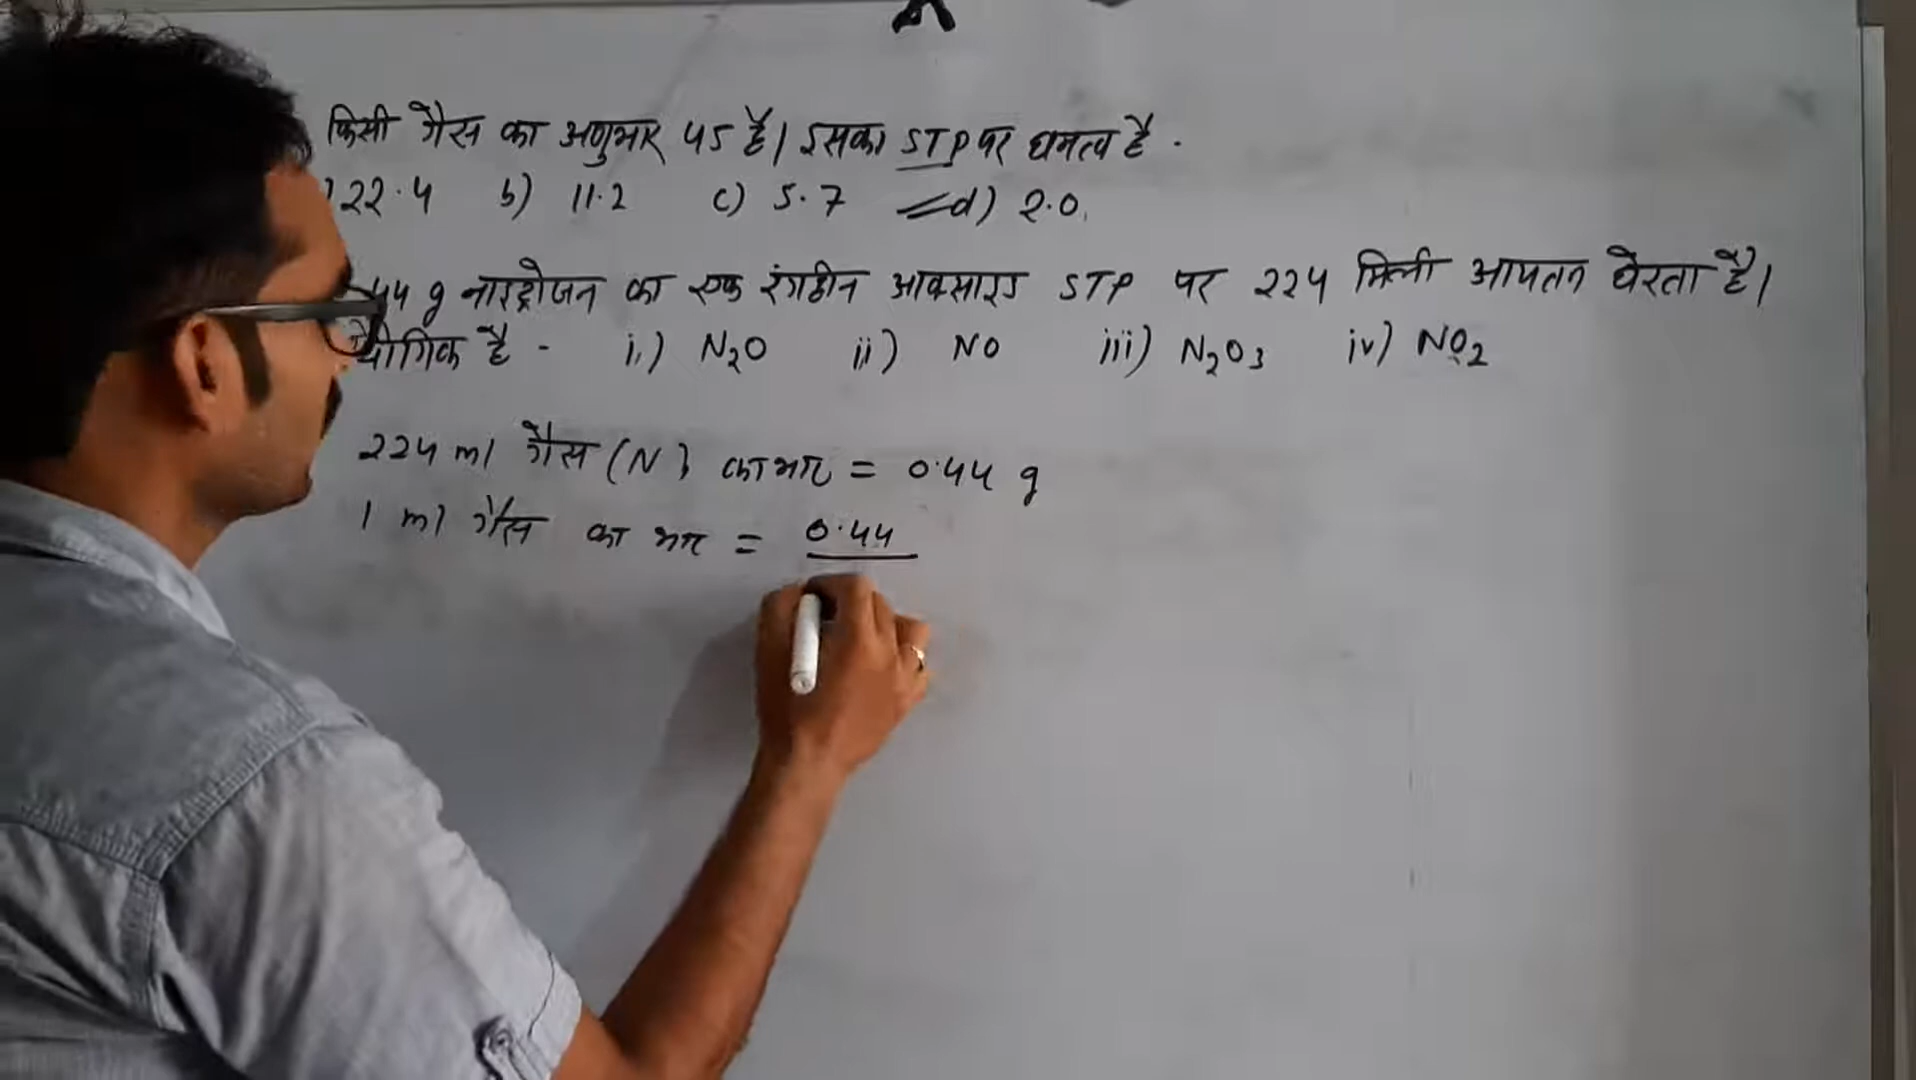 किसी गैस का अणुभार 45 है। इसका STP पर घनत्व है -
22.4 b) 11.2 c) 5.7 d) 2.0
44 g नाइट्रोजन का एक रंगहीन आक्साइड STP पर 224 मिली आयतन घेरता है।
यौगिक है - i) N₂O ii) NO iii) N₂O₃ iv) NO₂
224 ml गैस (N) का भार = 0.44 g
1 ml गैस का भार = 0.44